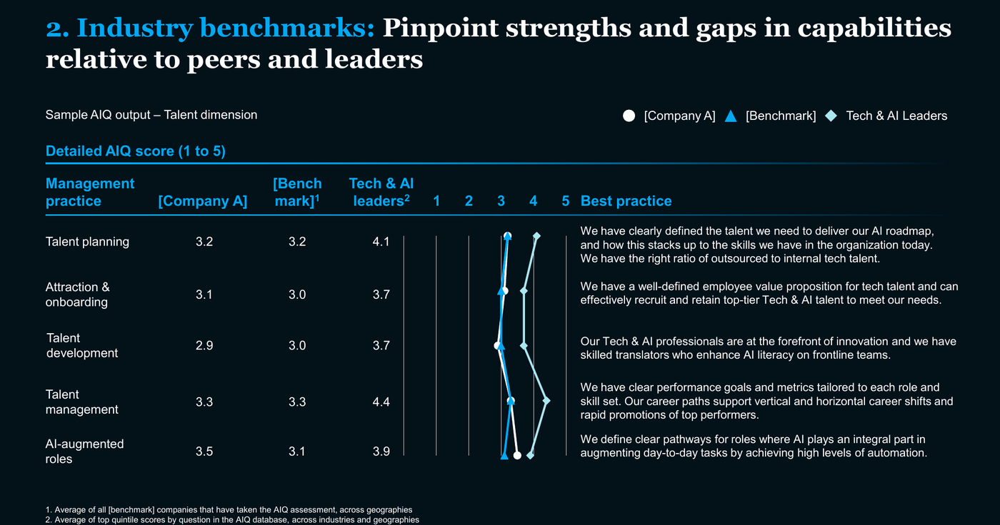 2. Industry benchmarks: Pinpoint strengths and gaps in capabilities
relative to peers and leaders
Sample AIQ output – Talent dimension
[Company A] [Benchmark] Tech & AI Leaders
Detailed AIQ score (1 to 5)
Management
practice
[Company A]
[Bench
mark]1
Tech & AI
leaders2
1 2 3 4 5
Best practice
Talent planning
3.2 3.2 4.1
We have clearly defined the talent we need to deliver our AI roadmap,
and how this stacks up to the skills we have in the organization today.
We have the right ratio of outsourced to internal tech talent.
Attraction &
onboarding
3.1 3.0 3.7
We have a well-defined employee value proposition for tech talent and can
effectively recruit and retain top-tier Tech & AI talent to meet our needs.
Talent
development
2.9 3.0 3.7
Our Tech & AI professionals are at the forefront of innovation and we have
skilled translators who enhance AI literacy on frontline teams.
Talent
management
3.3 3.3 4.4
We have clear performance goals and metrics tailored to each role and
skill set. Our career paths support vertical and horizontal career shifts and
rapid promotions of top performers.
AI-augmented
roles
3.5 3.1 3.9
We define clear pathways for roles where AI plays an integral part in
augmenting day-to-day tasks by achieving high levels of automation.
1. Average of all [benchmark] companies that have taken the AIQ assessment, across geographies
2. Average of top quintile scores by question in the AIQ database, across industries and geographies